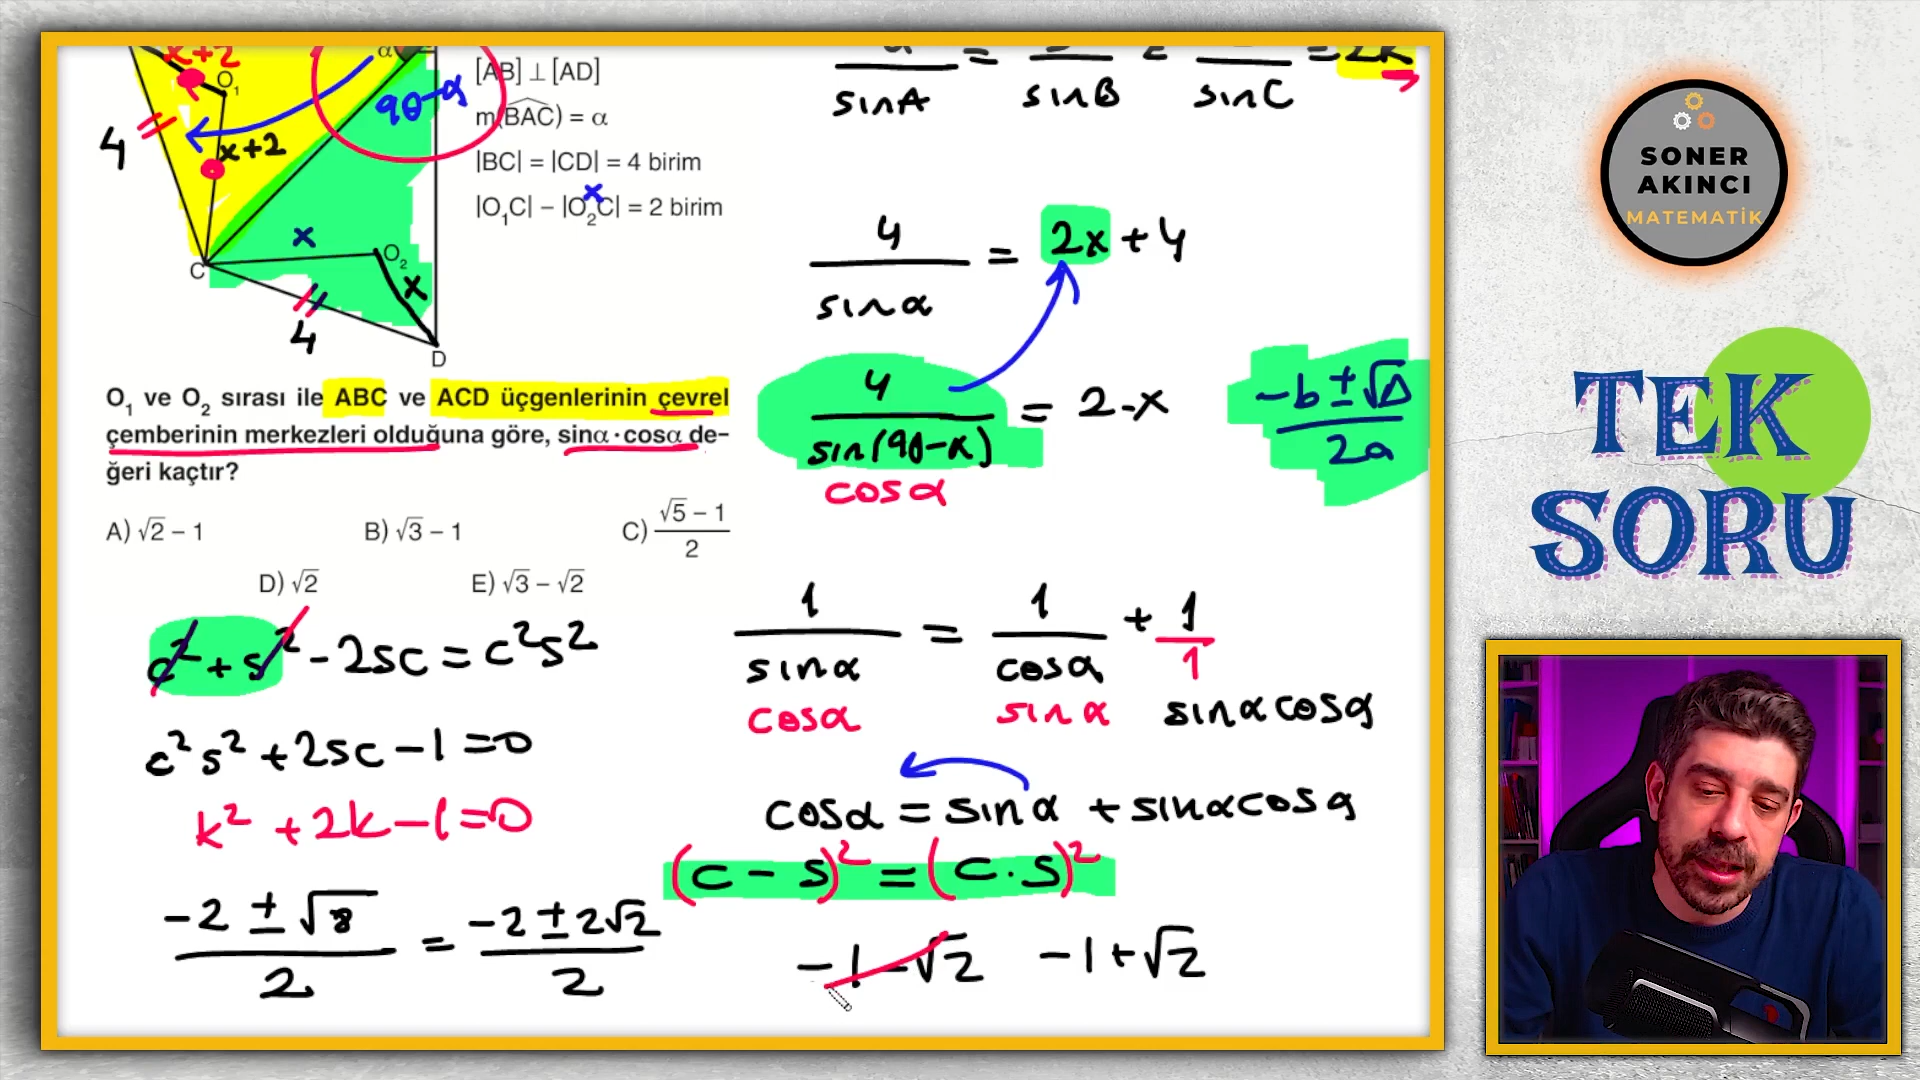 x+2
O1
α
90-α
4
x+2
[AB] ⊥ [AD]
m(BAC) = α
|BC| = |CD| = 4 birim
x
|O1C| – |O2C| = 2 birim
x
C
O2
x
4
D
O1 ve O2 sırası ile ABC ve ACD üçgenlerinin çevrel
çemberinin merkezleri olduğuna göre, sinα·cosα de-
ğeri kaçtır?
A) √2 – 1 B) √3 – 1 C) (√5 – 1)/2
D) √2 E) √3 – √2
c²+s²-2sc=c²s²
c²s²+2sc-1=0
k²+2k-1=0
(-2±√8)/2 = (-2±2√2)/2
sinA = sinB = sinC =2R
4/sinα = 2x+4
4/sin(90-α) = 2·x
cosα
(-b±√Δ)/2a
1/sinα = 1/cosα + 1/1
cosα sinα sinαcosα
cosα=sinα+sinαcosα
(c-s)²=(c·s)²
-1-√2 -1+√2
SONER
AKINCI
MATEMATİK
TEK
SORU